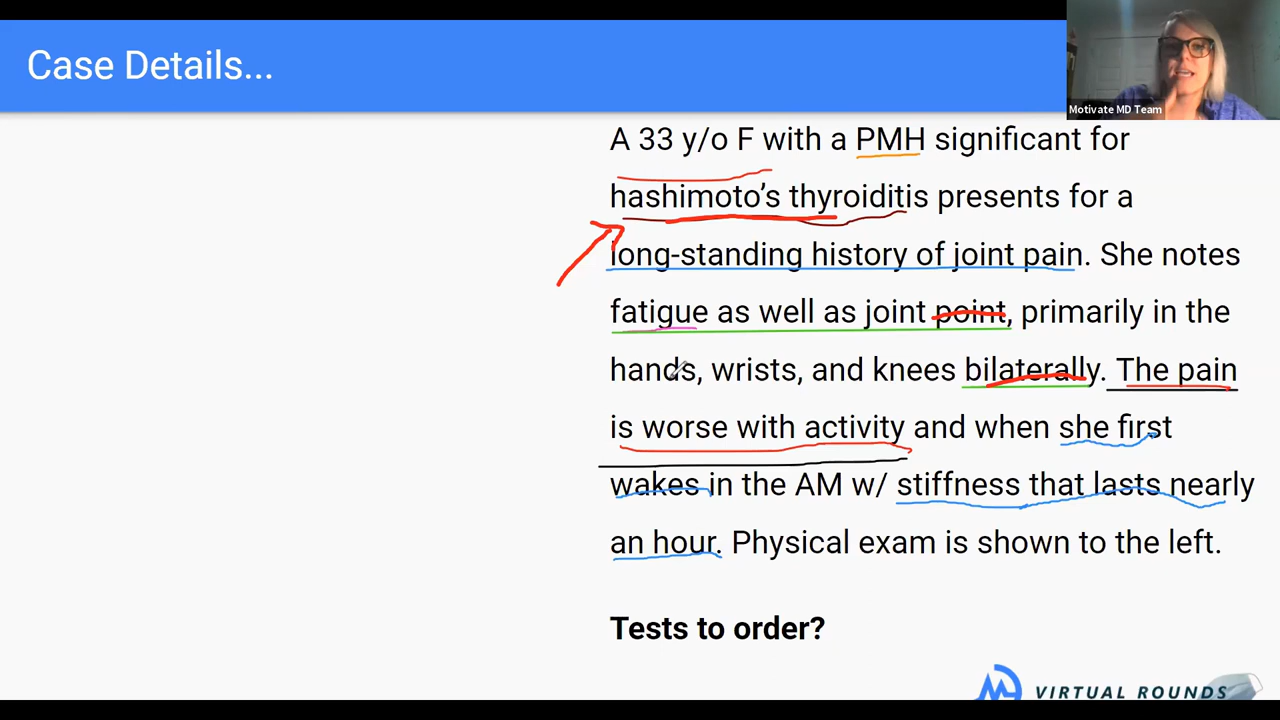 Case Details...
Motivate MD Team
A 33 y/o F with a PMH significant for
hashimoto's thyroiditis presents for a
long-standing history of joint pain. She notes
fatigue as well as joint point, primarily in the
hands, wrists, and knees bilaterally. The pain
is worse with activity and when she first
wakes in the AM w/ stiffness that lasts nearly
an hour. Physical exam is shown to the left.
Tests to order?
VIRTUAL ROUNDS